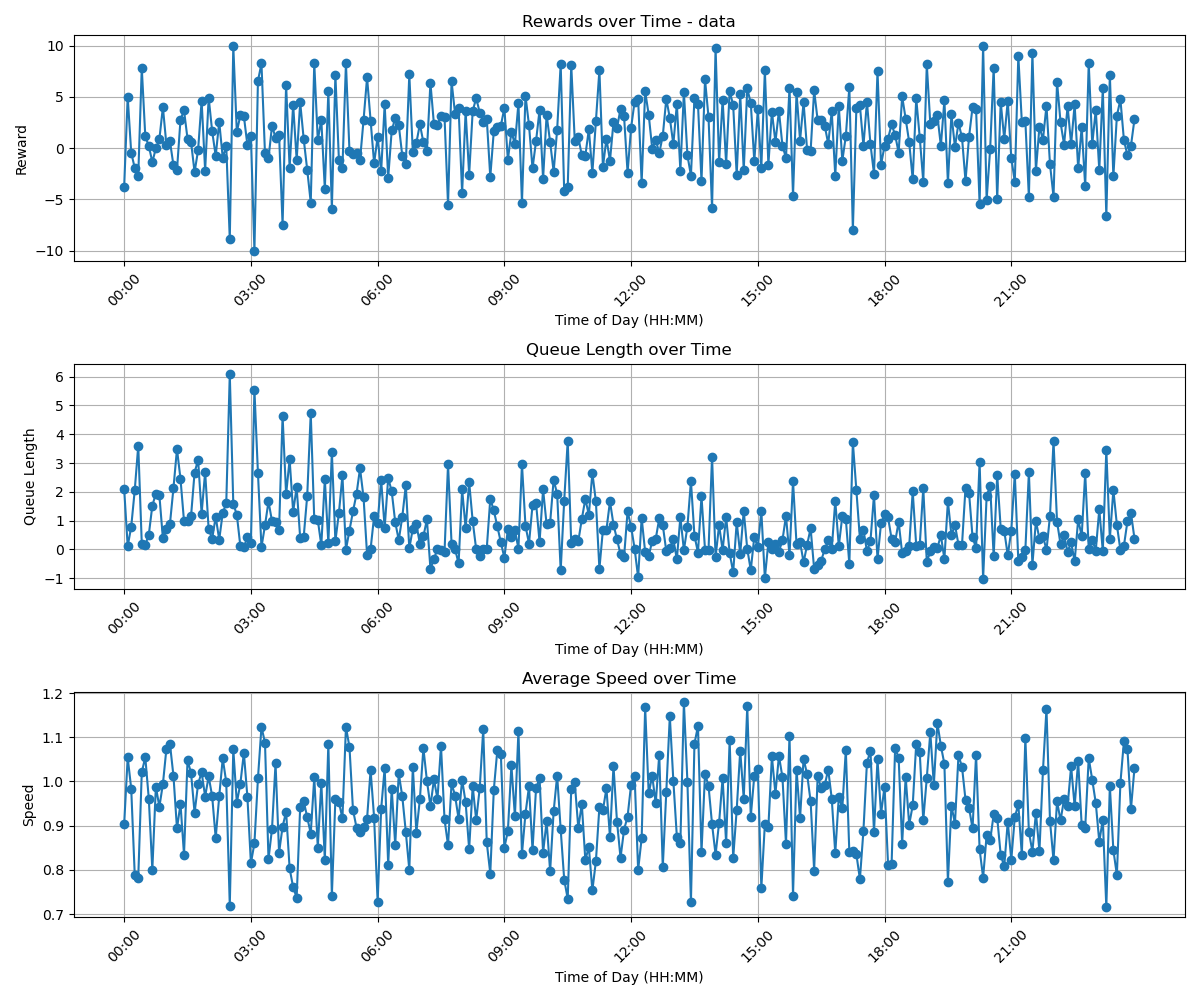 Rewards over Time - data
Reward
10
5
0
−5
−10
00:00 03:00 06:00 09:00 12:00 15:00 18:00 21:00
Time of Day (HH:MM)
Queue Length over Time
Queue Length
6
5
4
3
2
1
0
−1
00:00 03:00 06:00 09:00 12:00 15:00 18:00 21:00
Time of Day (HH:MM)
Average Speed over Time
Speed
1.2
1.1
1.0
0.9
0.8
0.7
00:00 03:00 06:00 09:00 12:00 15:00 18:00 21:00
Time of Day (HH:MM)